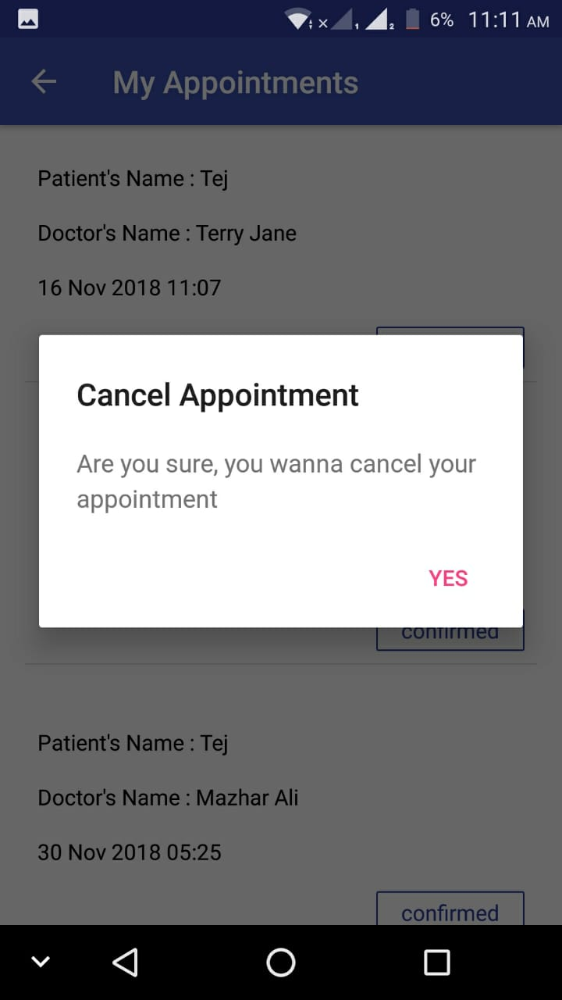 1 2 6% 11:11 AM
My Appointments
Patient's Name : Tej
Doctor's Name : Terry Jane
16 Nov 2018 11:07
Cancel Appointment
Are you sure, you wanna cancel your
appointment
YES
confirmed
Patient's Name : Tej
Doctor's Name : Mazhar Ali
30 Nov 2018 05:25
confirmed